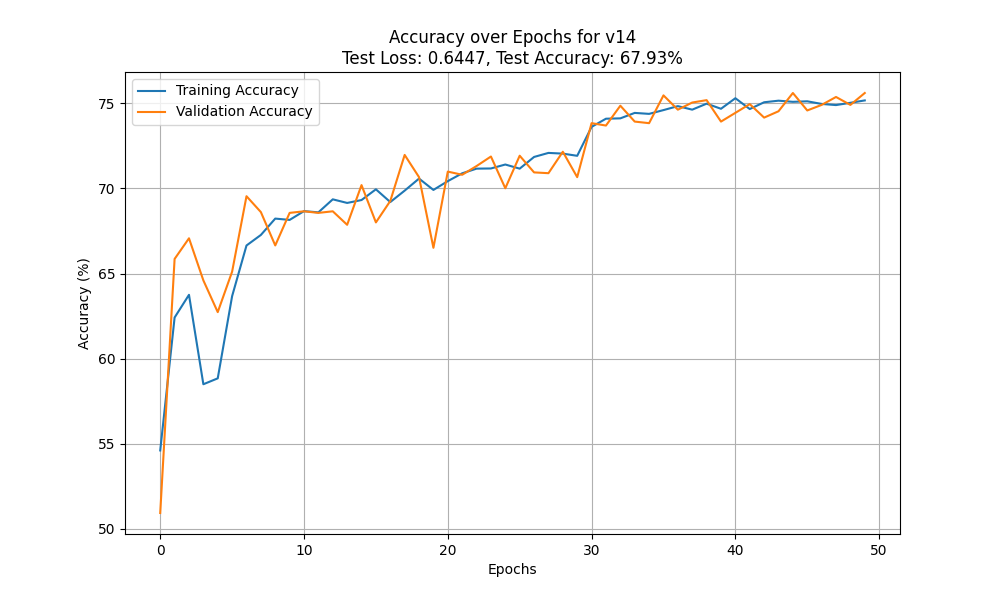 Accuracy over Epochs for v14
Test Loss: 0.6447, Test Accuracy: 67.93%
Training Accuracy
Validation Accuracy
Accuracy (%)
75
70
65
60
55
50
0 10 20 30 40 50
Epochs